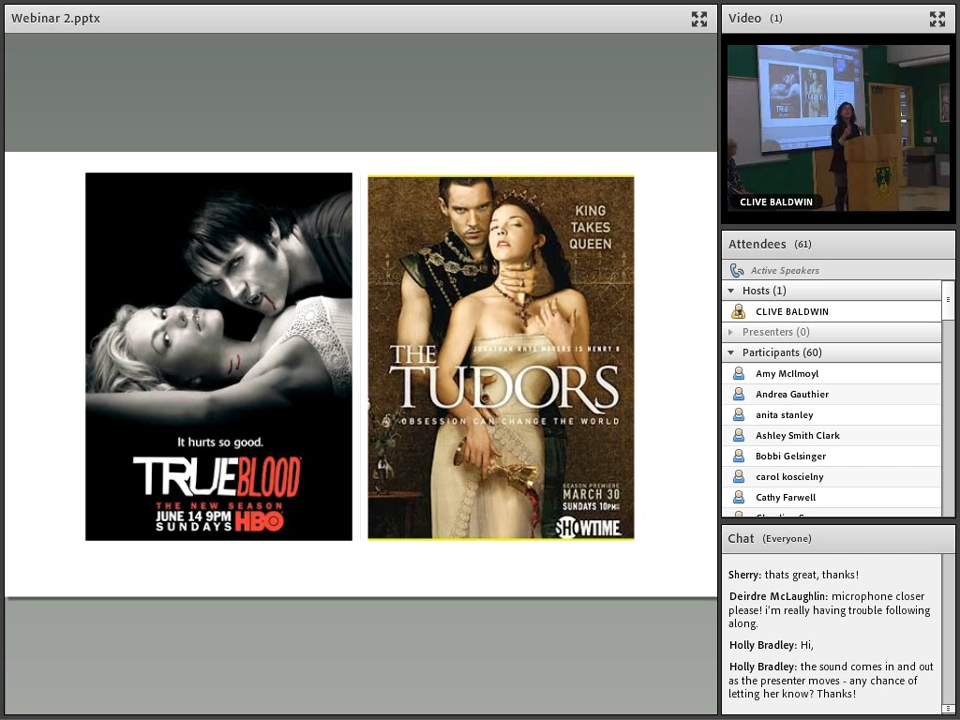 Webinar 2.pptx
It hurts so good.
TRUE BLOOD
THE NEW SEASON
JUNE 14 9PM
SUNDAYS HBO
KING
TAKES
QUEEN
JONATHAN RHYS MEYERS IS HENRY 8
THE
TUDORS
OBSESSION CAN CHANGE THE WORLD
SEASON PREMIERE
MARCH 30
SUNDAYS 10PM
SHOWTIME
Video (1)
CLIVE BALDWIN
Attendees (61)
Active Speakers
Hosts (1)
CLIVE BALDWIN
Presenters (0)
Participants (60)
Amy McIlmoyl
Andrea Gauthier
anita stanley
Ashley Smith Clark
Bobbi Gelsinger
carol koscielny
Cathy Farwell
Chat (Everyone)
Sherry: thats great, thanks!
Deirdre McLaughlin: microphone closer
please! i'm really having trouble following
along.
Holly Bradley: Hi,
Holly Bradley: the sound comes in and out
as the presenter moves - any chance of
letting her know? Thanks!